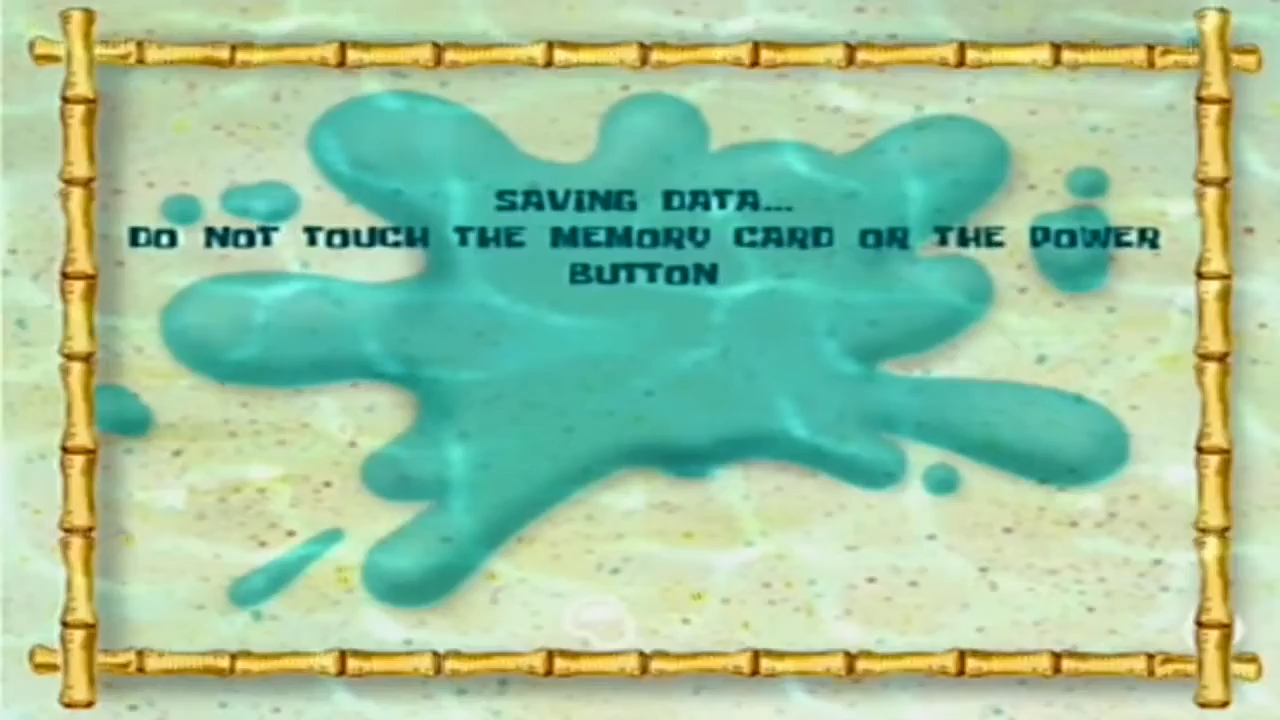 SAVING DATA...
DO NOT TOUCH THE MEMORY CARD OR THE POWER
BUTTON